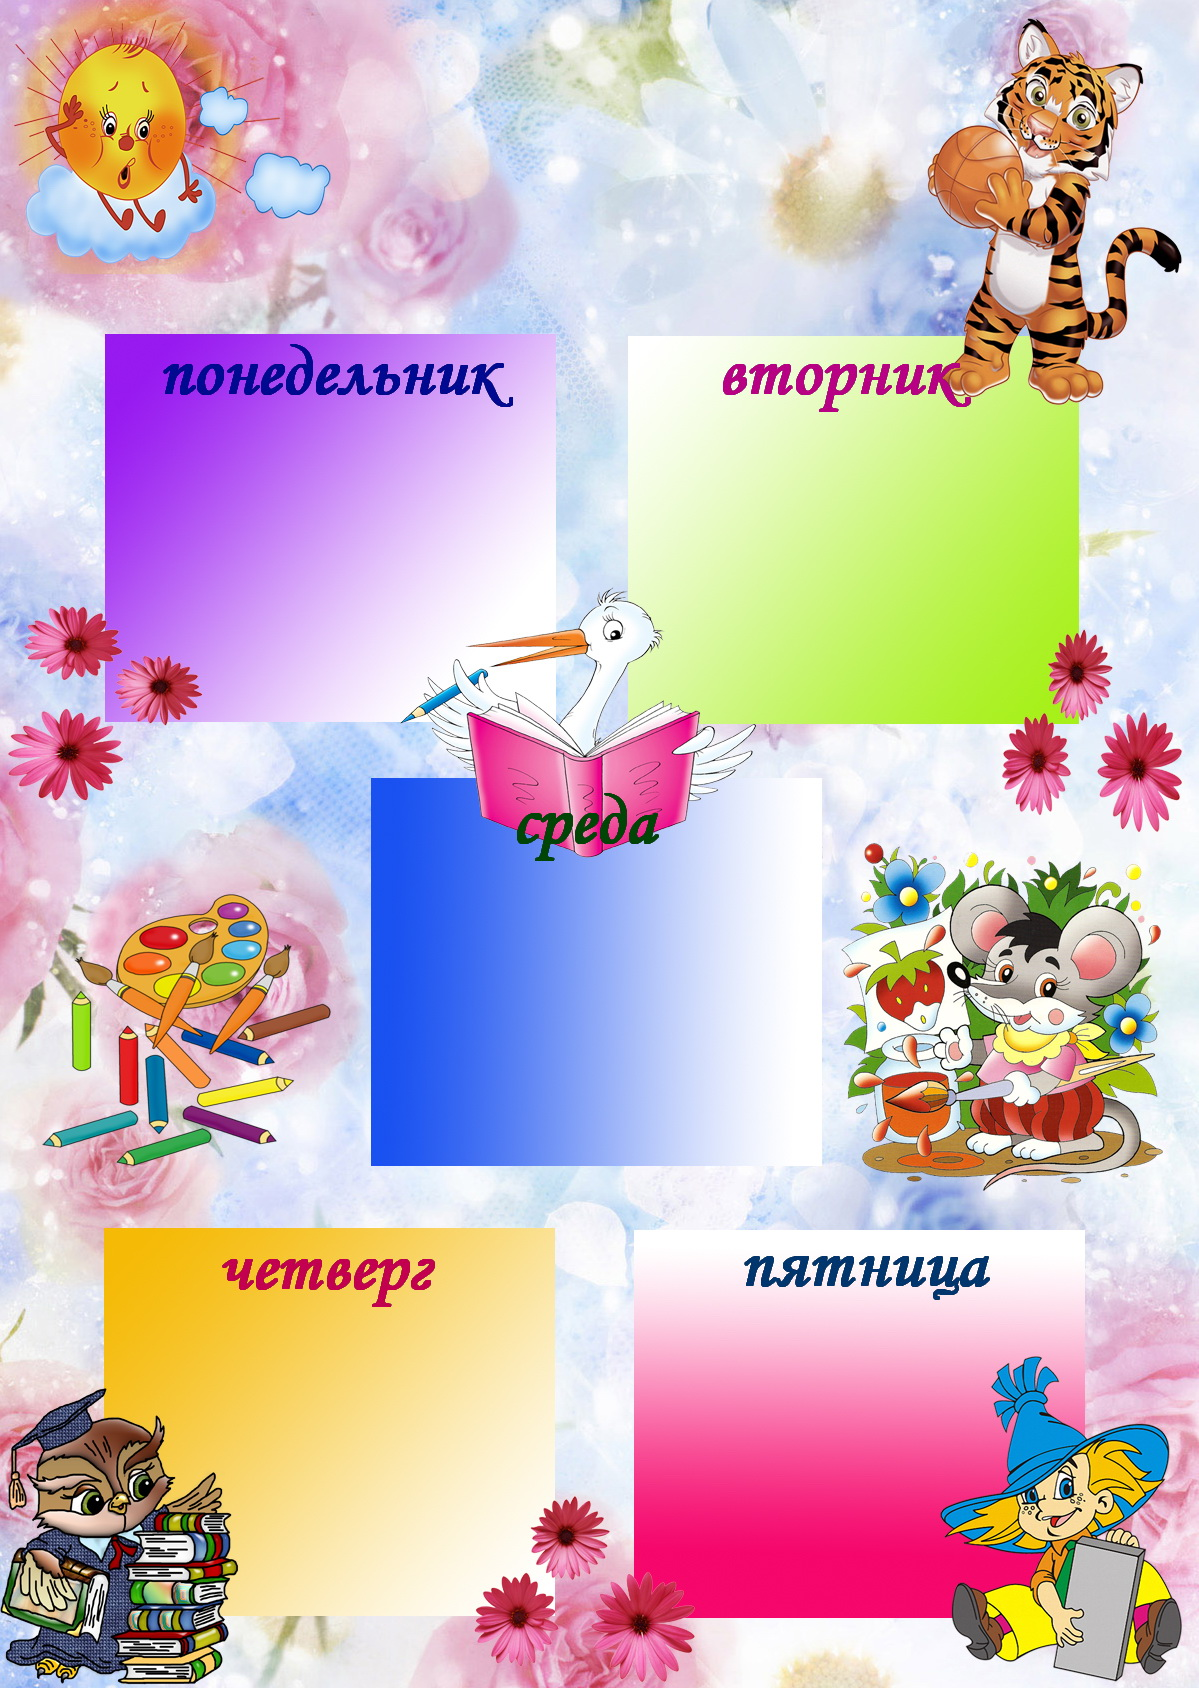 понедельник
вторник
среда
четверг
пятница